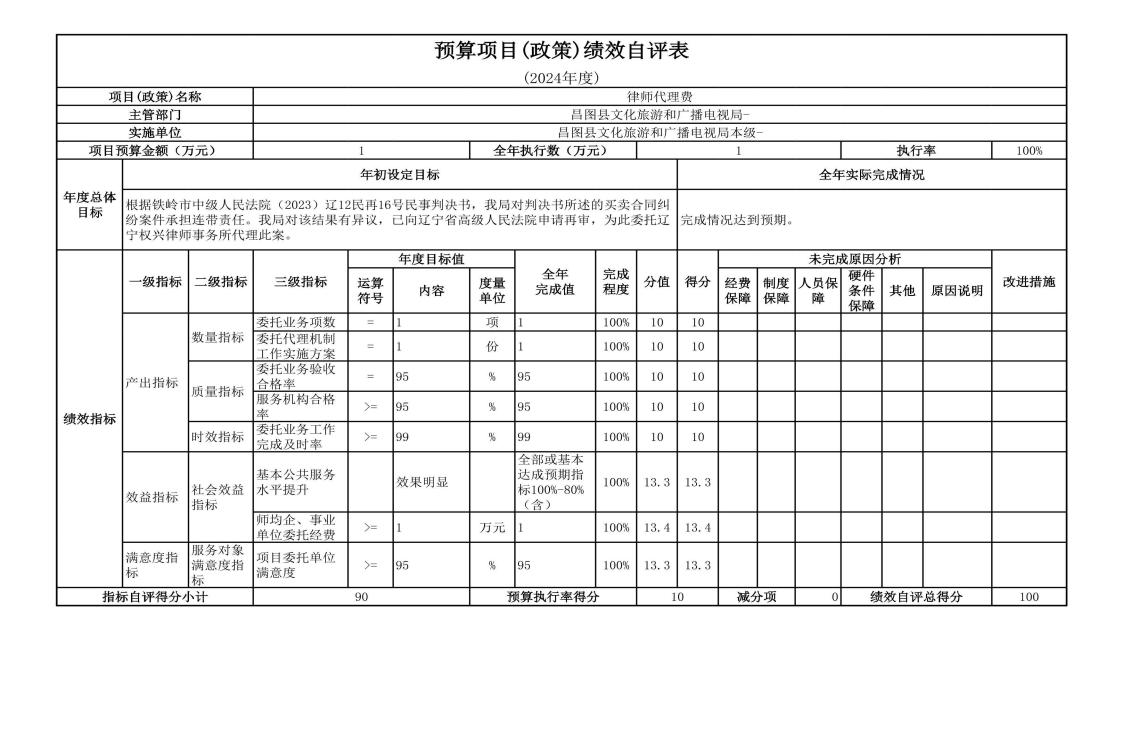 预算项目(政策)绩效自评表
(2024年度)
项目(政策)名称 律师代理费
主管部门 昌图县文化旅游和广播电视局-
实施单位 昌图县文化旅游和广播电视局本级-
项目预算金额（万元） 1 全年执行数（万元） 1 执行率 100%
年度总体
目标
年初设定目标 全年实际完成情况
根据铁岭市中级人民法院（2023）辽12民再16号民事判决书，我局对判决书所述的买卖合同纠
纷案件承担连带责任。我局对该结果有异议，已向辽宁省高级人民法院申请再审，为此委托辽
宁权兴律师事务所代理此案。
完成情况达到预期。
绩效指标
一级指标 二级指标 三级指标
年度目标值
运算
符号
内容
度量
单位
全年
完成值
完成
程度
分值 得分
未完成原因分析
经费
保障
制度
保障
人员保
障
硬件
条件
保障
其他 原因说明
改进措施
产出指标
数量指标
委托业务项数 = 1 项 1 100% 10 10
委托代理机制
工作实施方案
= 1 份 1 100% 10 10
质量指标
委托业务验收
合格率
= 95 % 95 100% 10 10
服务机构合格
率
>= 95 % 95 100% 10 10
时效指标
委托业务工作
完成及时率
>= 99 % 99 100% 10 10
效益指标
社会效益
指标
基本公共服务
水平提升
效果明显
全部或基本
达成预期指
标100%-80%
（含）
100% 13.3 13.3
师均企、事业
单位委托经费
>= 1 万元 1 100% 13.4 13.4
满意度指
标
服务对象
满意度指
标
项目委托单位
满意度
>= 95 % 95 100% 13.3 13.3
指标自评得分小计 90 预算执行率得分 10 减分项 0 绩效自评总得分 100